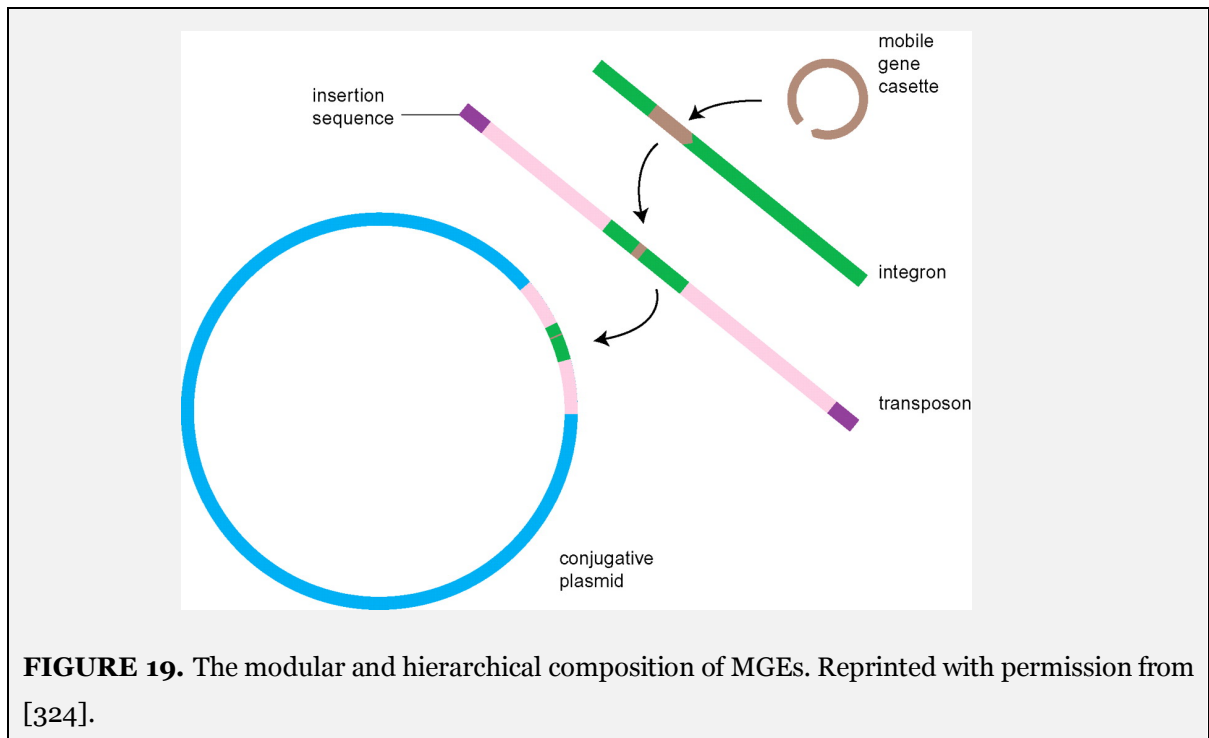 mobile
gene
casette
insertion
sequence
integron
transposon
conjugative
plasmid
FIGURE 19. The modular and hierarchical composition of MGEs. Reprinted with permission from
[324].